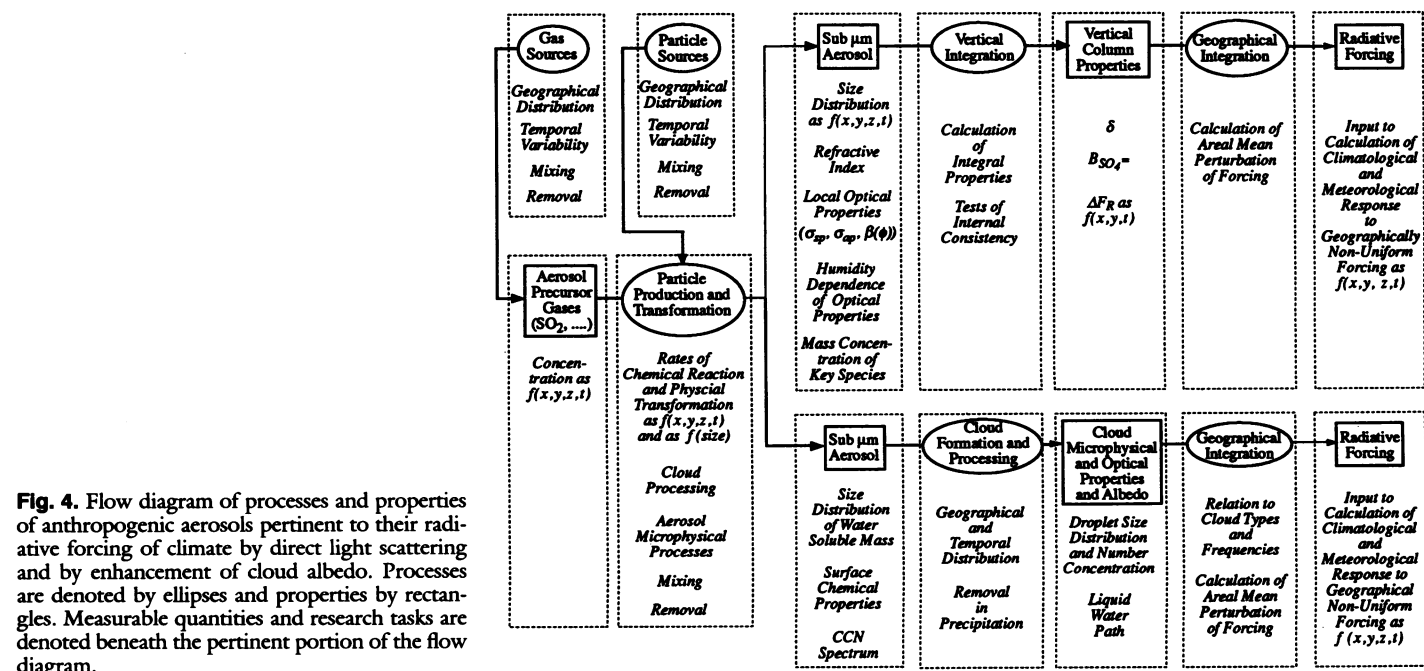 Gas
Sources
Geographical
Distribution
Temporal
Variability
Mixing
Removal
Particle
Sources
Geographical
Distribution
Temporal
Variability
Mixing
Removal
Aerosol
Precursor
Gases
(SO₂, ....)
Concen-
tration as
f(x,y,z,t)
Particle
Production and
Transformation
Rates of
Chemical Reaction
and Physcial
Transformation
as f(x,y,z,t)
and as f (size)
Cloud
Processing
Aerosol
Microphysical
Processes
Mixing
Removal
Sub μm
Aerosol
Size
Distribution
as f(x,y,z,t)
Refractive
Index
Local Optical
Properties
(σsp, σap, β(ϕ))
Humidity
Dependence
of Optical
Properties
Mass Concen-
tration of
Key Species
Vertical
Integration
Calculation
of
Integral
Properties
Tests of
Internal
Consistency
Vertical
Column
Properties
δ
BSO₄=
ΔFR as
f(x,y,t)
Geographical
Integration
Calculation of
Areal Mean
Perturbation
of Forcing
Radiative
Forcing
Input to
Calculation of
Climatological
and
Meteorological
Response
to
Geographically
Non-Uniform
Forcing as
f(x,y, z,t)
Sub μm
Aerosol
Size
Distribution
of Water
Soluble Mass
Surface
Chemical
Properties
CCN
Spectrum
Cloud
Formation and
Processing
Geographical
and
Temporal
Distribution
Removal
in
Precipitation
Cloud
Microphysical
and Optical
Properties
and Albedo
Droplet Size
Distribution
and Number
Concentration
Liquid
Water
Path
Geographical
Integration
Relation to
Cloud Types
and
Frequencies
Calculation of
Areal Mean
Perturbation
of Forcing
Radiative
Forcing
Input to
Calculation of
Climatological
and
Meteorological
Response to
Geographical
Non-Uniform
Forcing as
f (x,y,z,t)
Fig. 4. Flow diagram of processes and properties
of anthropogenic aerosols pertinent to their radi-
ative forcing of climate by direct light scattering
and by enhancement of cloud albedo. Processes
are denoted by ellipses and properties by rectan-
gles. Measurable quantities and research tasks are
denoted beneath the pertinent portion of the flow
diagram.